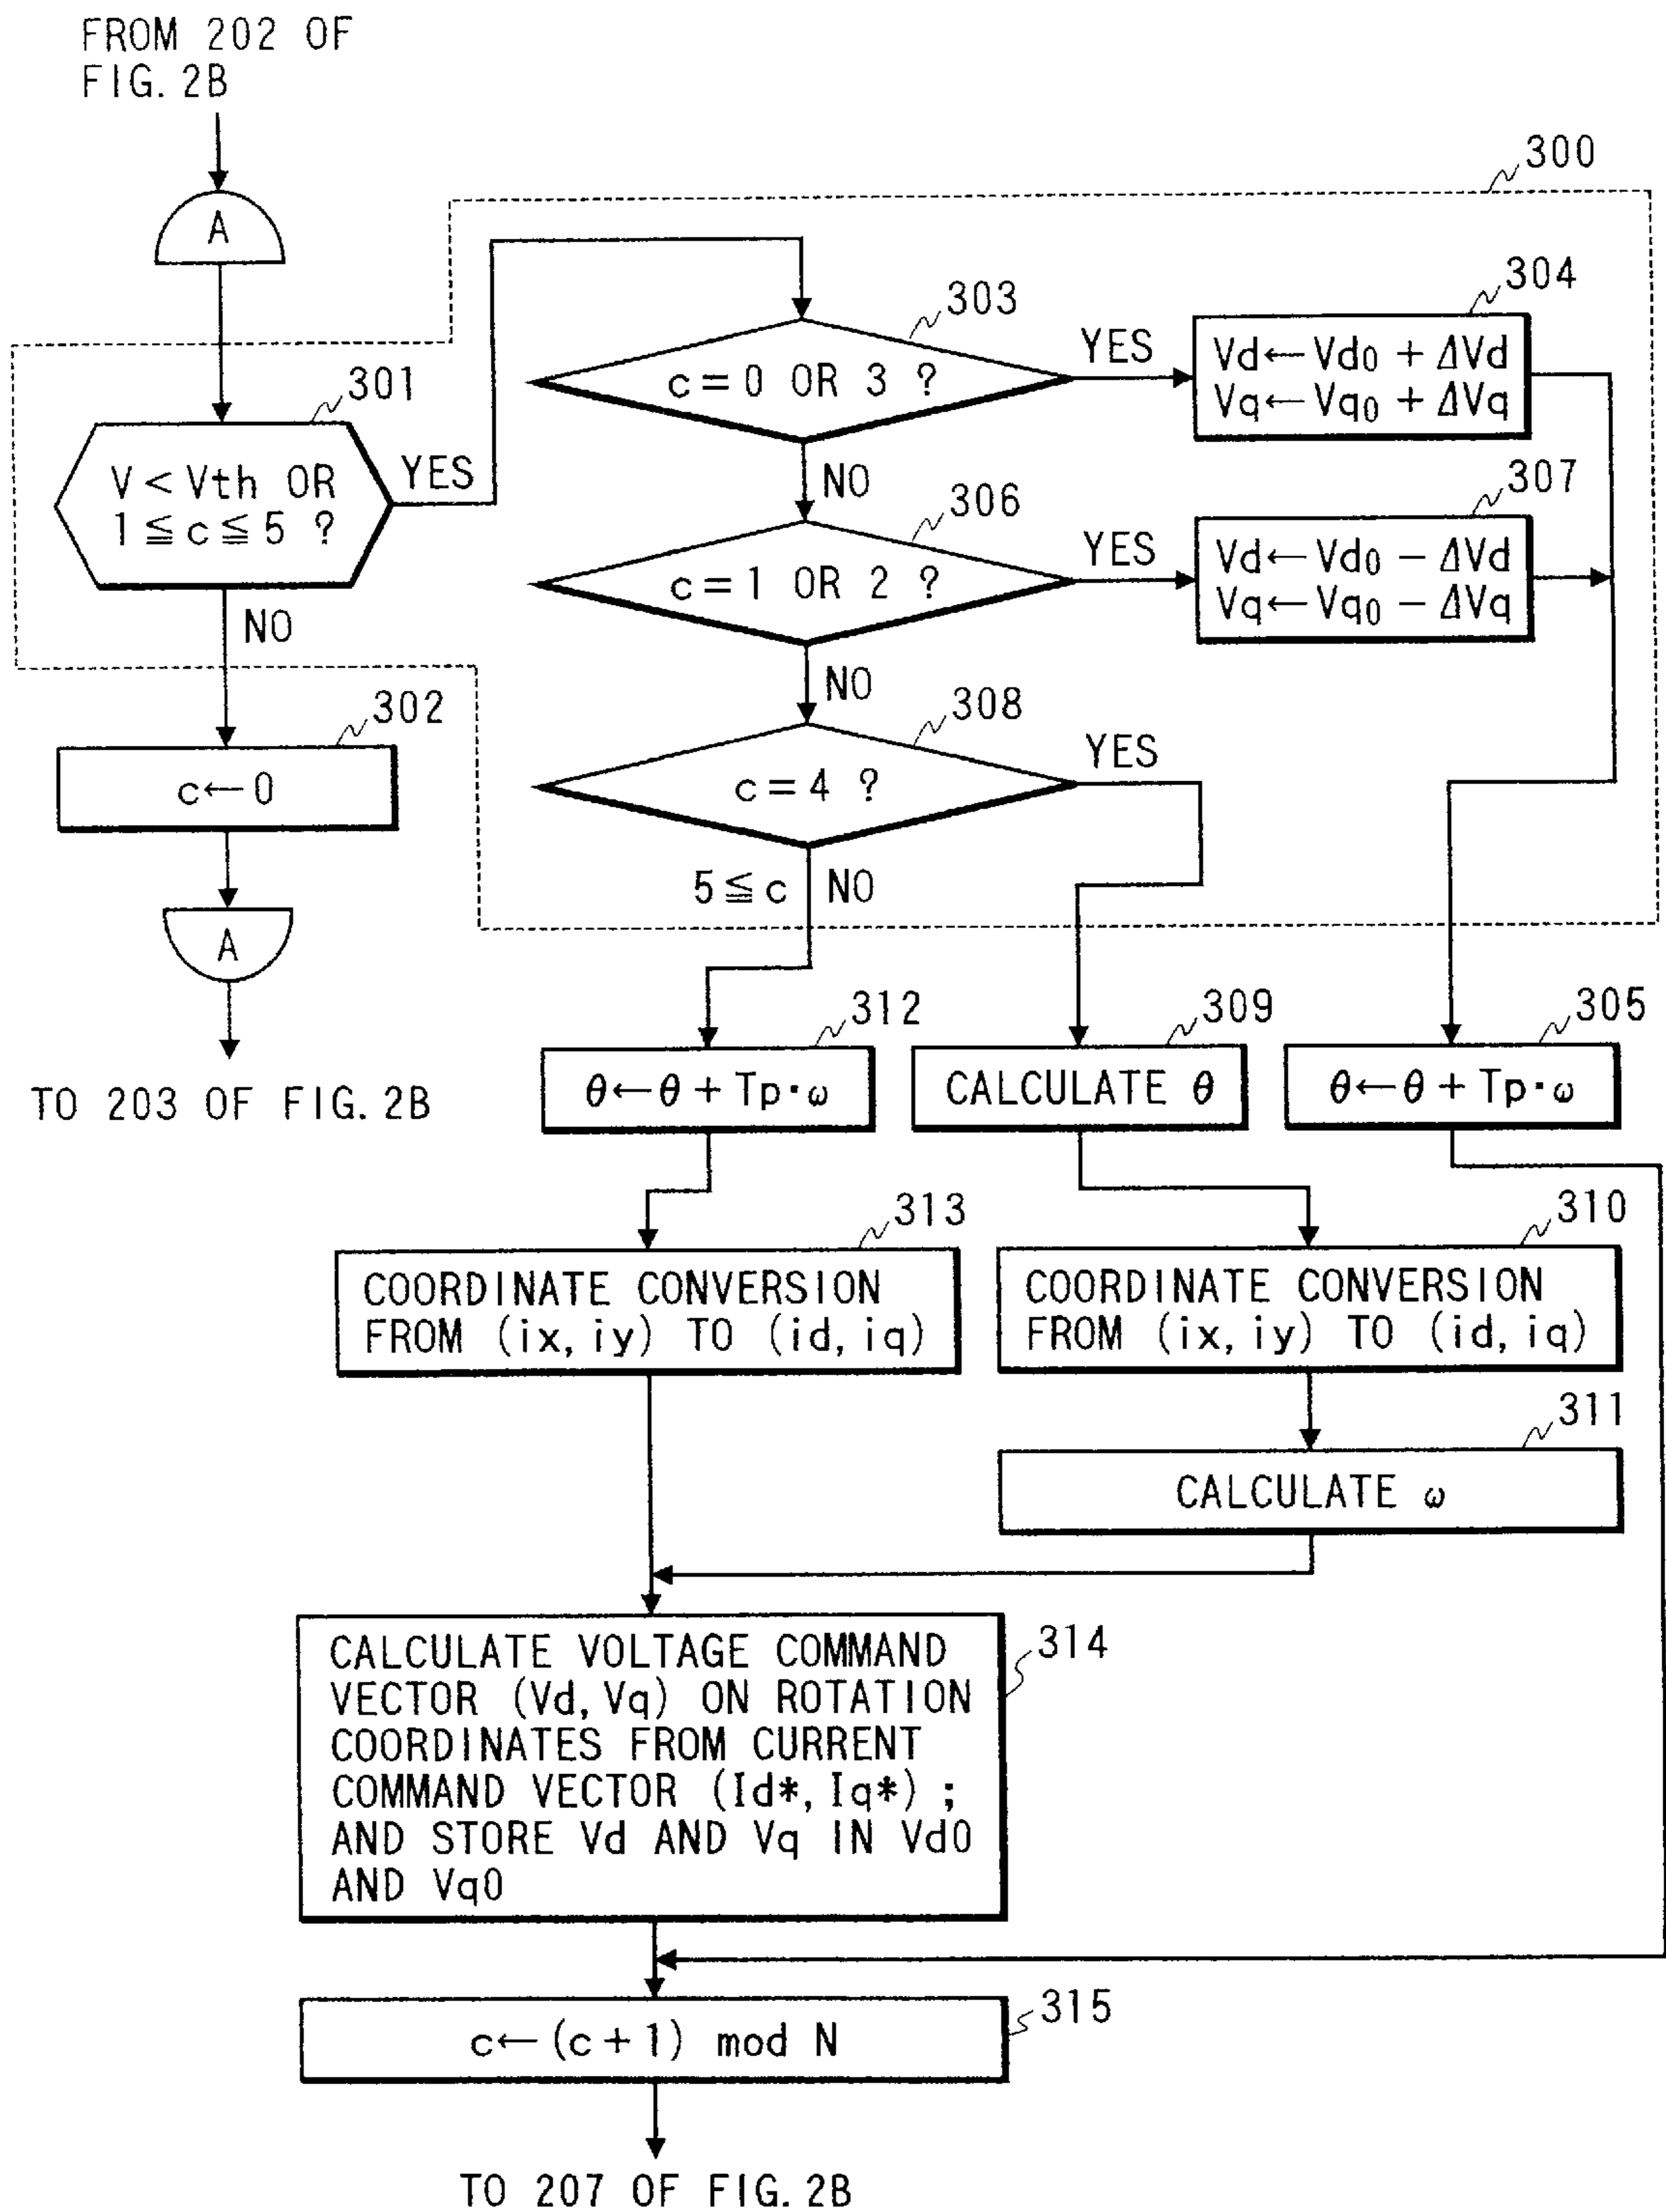 FROM 202 OF
FIG. 2B
A
300
301
V < Vth OR
1 ≦ c ≦ 5 ?
YES
NO
302
c ← 0
A
TO 203 OF FIG. 2B
303
c = 0 OR 3 ?
YES
NO
304
Vd ← Vd0 + ΔVd
Vq ← Vq0 + ΔVq
306
c = 1 OR 2 ?
YES
NO
307
Vd ← Vd0 − ΔVd
Vq ← Vq0 − ΔVq
308
c = 4 ?
YES
5 ≦ c
NO
312
θ ← θ + Tp・ω
309
CALCULATE θ
305
θ ← θ + Tp・ω
313
COORDINATE CONVERSION
FROM (ix, iy) TO (id, iq)
310
COORDINATE CONVERSION
FROM (ix, iy) TO (id, iq)
311
CALCULATE ω
314
CALCULATE VOLTAGE COMMAND
VECTOR (Vd, Vq) ON ROTATION
COORDINATES FROM CURRENT
COMMAND VECTOR (Id*, Iq*) ;
AND STORE Vd AND Vq IN Vd0
AND Vq0
315
c ← (c + 1) mod N
TO 207 OF FIG. 2B